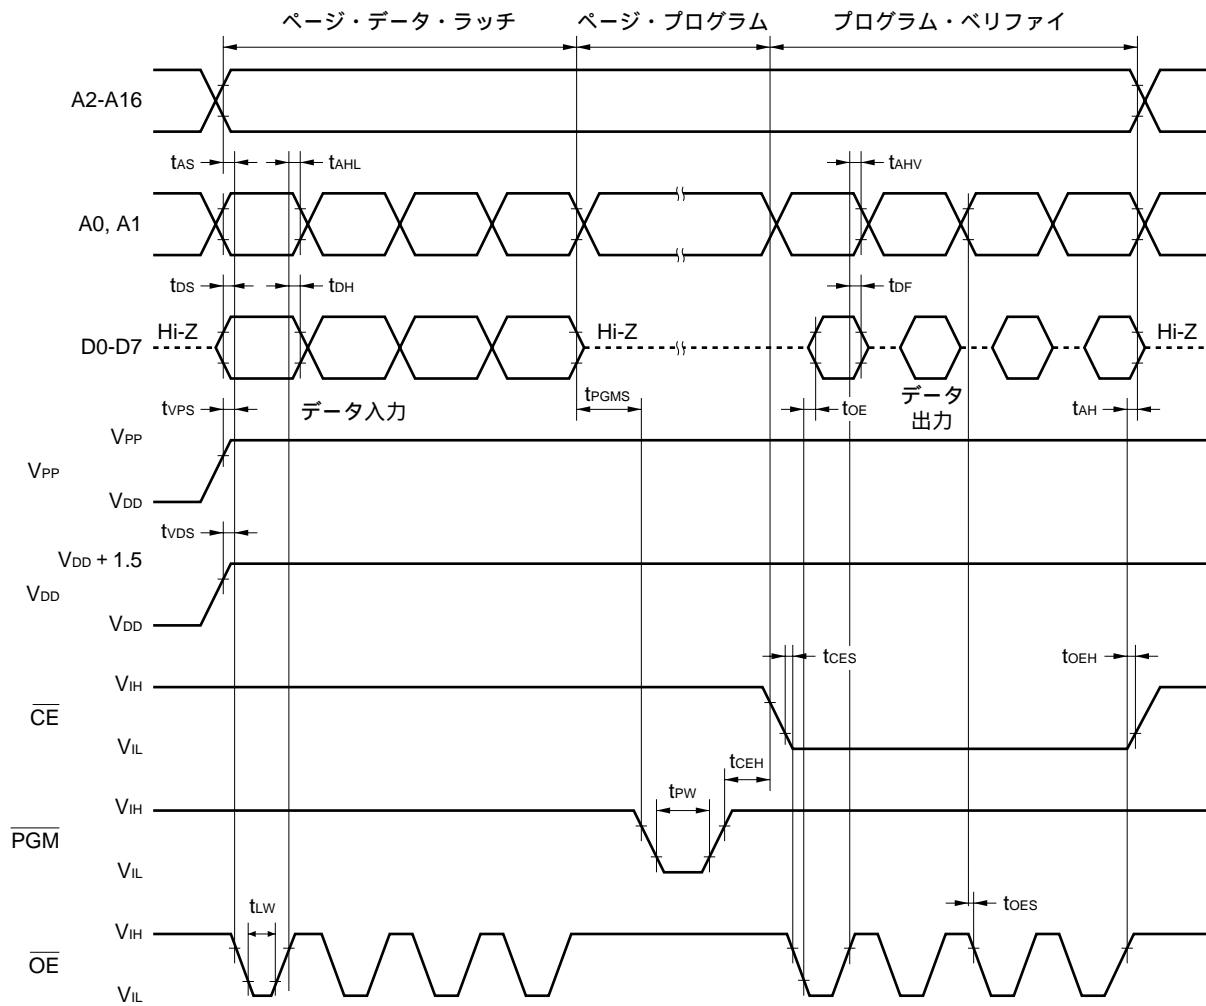 ページ・データ・ラッチ ページ・プログラム プログラム・ベリファイ
A2-A16
tAS tAHL tAHV
A0, A1
tDS tDH tDF
Hi-Z Hi-Z Hi-Z
D0-D7
tVPS データ入力 tPGMS tOE データ出力 tAH
VPP
VPP
VDD
tVDS
VDD + 1.5
VDD
VDD
tCES tOEH
VIH
CE
VIL
tCEH
VIH tPW
PGM
VIL
tLW tOES
VIH
OE
VIL